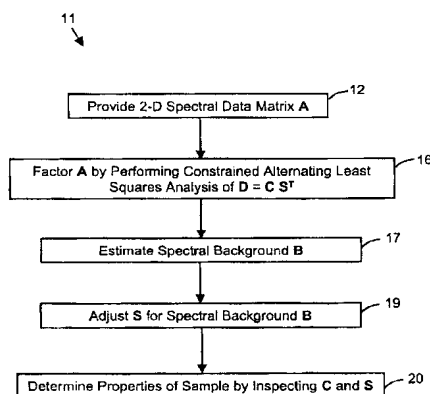 11
12
Provide 2-D Spectral Data Matrix A
16
Factor A by Performing Constrained Alternating Least
Squares Analysis of D = C Sᵀ
17
Estimate Spectral Background B
19
Adjust S for Spectral Background B
20
Determine Properties of Sample by Inspecting C and S